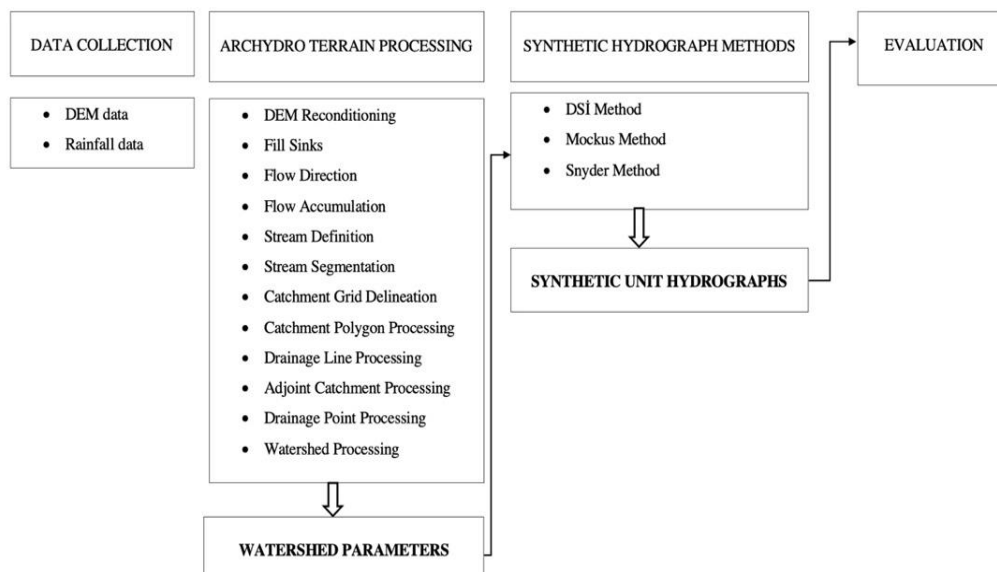 DATA COLLECTION
DEM data
Rainfall data
ARCHYDRO TERRAIN PROCESSING
DEM Reconditioning
Fill Sinks
Flow Direction
Flow Accumulation
Stream Definition
Stream Segmentation
Catchment Grid Delineation
Catchment Polygon Processing
Drainage Line Processing
Adjoint Catchment Processing
Drainage Point Processing
Watershed Processing
WATERSHED PARAMETERS
SYNTHETIC HYDROGRAPH METHODS
DSİ Method
Mockus Method
Snyder Method
SYNTHETIC UNIT HYDROGRAPHS
EVALUATION